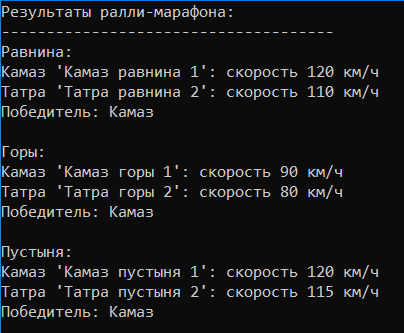 Результаты ралли-марафона:
-------------------------------------
Равнина:
Камаз 'Камаз равнина 1': скорость 120 км/ч
Татра 'Татра равнина 2': скорость 110 км/ч
Победитель: Камаз
Горы:
Камаз 'Камаз горы 1': скорость 90 км/ч
Татра 'Татра горы 2': скорость 80 км/ч
Победитель: Камаз
Пустыня:
Камаз 'Камаз пустыня 1': скорость 120 км/ч
Татра 'Татра пустыня 2': скорость 115 км/ч
Победитель: Камаз